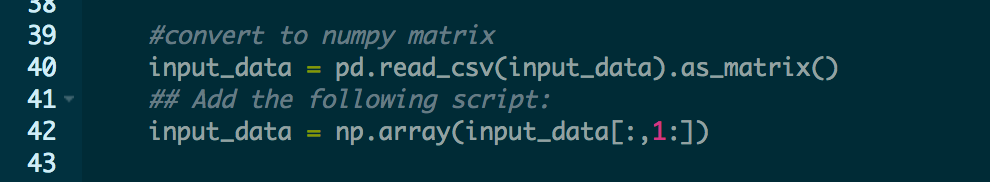 38
39 #convert to numpy matrix
40 input_data = pd.read_csv(input_data).as_matrix()
41 ## Add the following script:
42 input_data = np.array(input_data[:,1:])
43